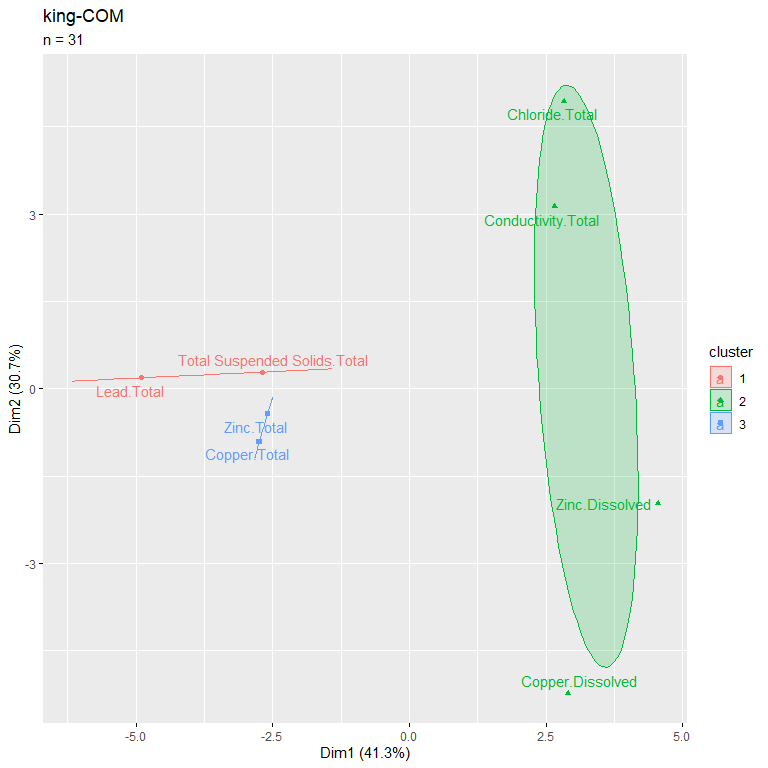 king-COM
n = 31
Chloride.Total
Conductivity.Total
3
Total Suspended Solids.Total
0
Lead.Total
Zinc.Total
Copper.Total
Zinc.Dissolved
-3
Copper.Dissolved
-5.0 -2.5 0.0 2.5 5.0
Dim1 (41.3%)
Dim2 (30.7%)
cluster
a 1
a 2
a 3